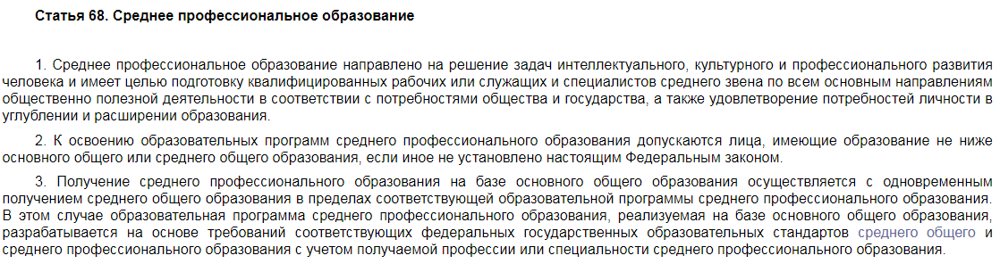 Статья 68. Среднее профессиональное образование
1. Среднее профессиональное образование направлено на решение задач интеллектуального, культурного и профессионального развития
человека и имеет целью подготовку квалифицированных рабочих или служащих и специалистов среднего звена по всем основным направлениям
общественно полезной деятельности в соответствии с потребностями общества и государства, а также удовлетворение потребностей личности в
углублении и расширении образования.
2. К освоению образовательных программ среднего профессионального образования допускаются лица, имеющие образование не ниже
основного общего или среднего общего образования, если иное не установлено настоящим Федеральным законом.
3. Получение среднего профессионального образования на базе основного общего образования осуществляется с одновременным
получением среднего общего образования в пределах соответствующей образовательной программы среднего профессионального образования.
В этом случае образовательная программа среднего профессионального образования, реализуемая на базе основного общего образования,
разрабатывается на основе требований соответствующих федеральных государственных образовательных стандартов среднего общего и
среднего профессионального образования с учетом получаемой профессии или специальности среднего профессионального образования.